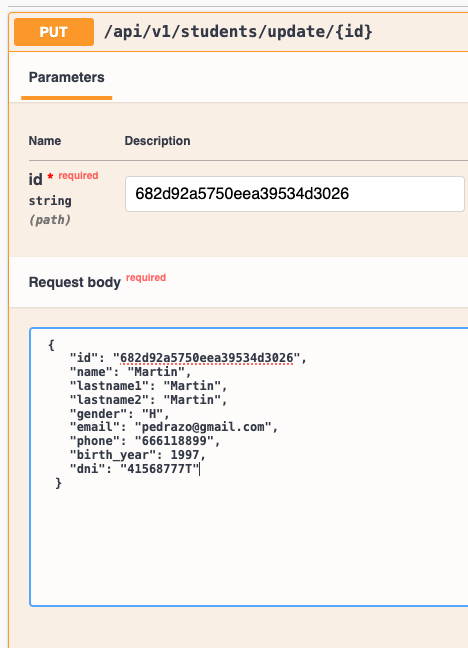 PUT /api/v1/students/update/{id}
Parameters
Name Description
id * required
string
(path)
682d92a5750eea39534d3026
Request body required
{
"id": "682d92a5750eea39534d3026",
"name": "Martin",
"lastname1": "Martin",
"lastname2": "Martin",
"gender": "H",
"email": "pedrazo@gmail.com",
"phone": "666118899",
"birth_year": 1997,
"dni": "41568777T"
}